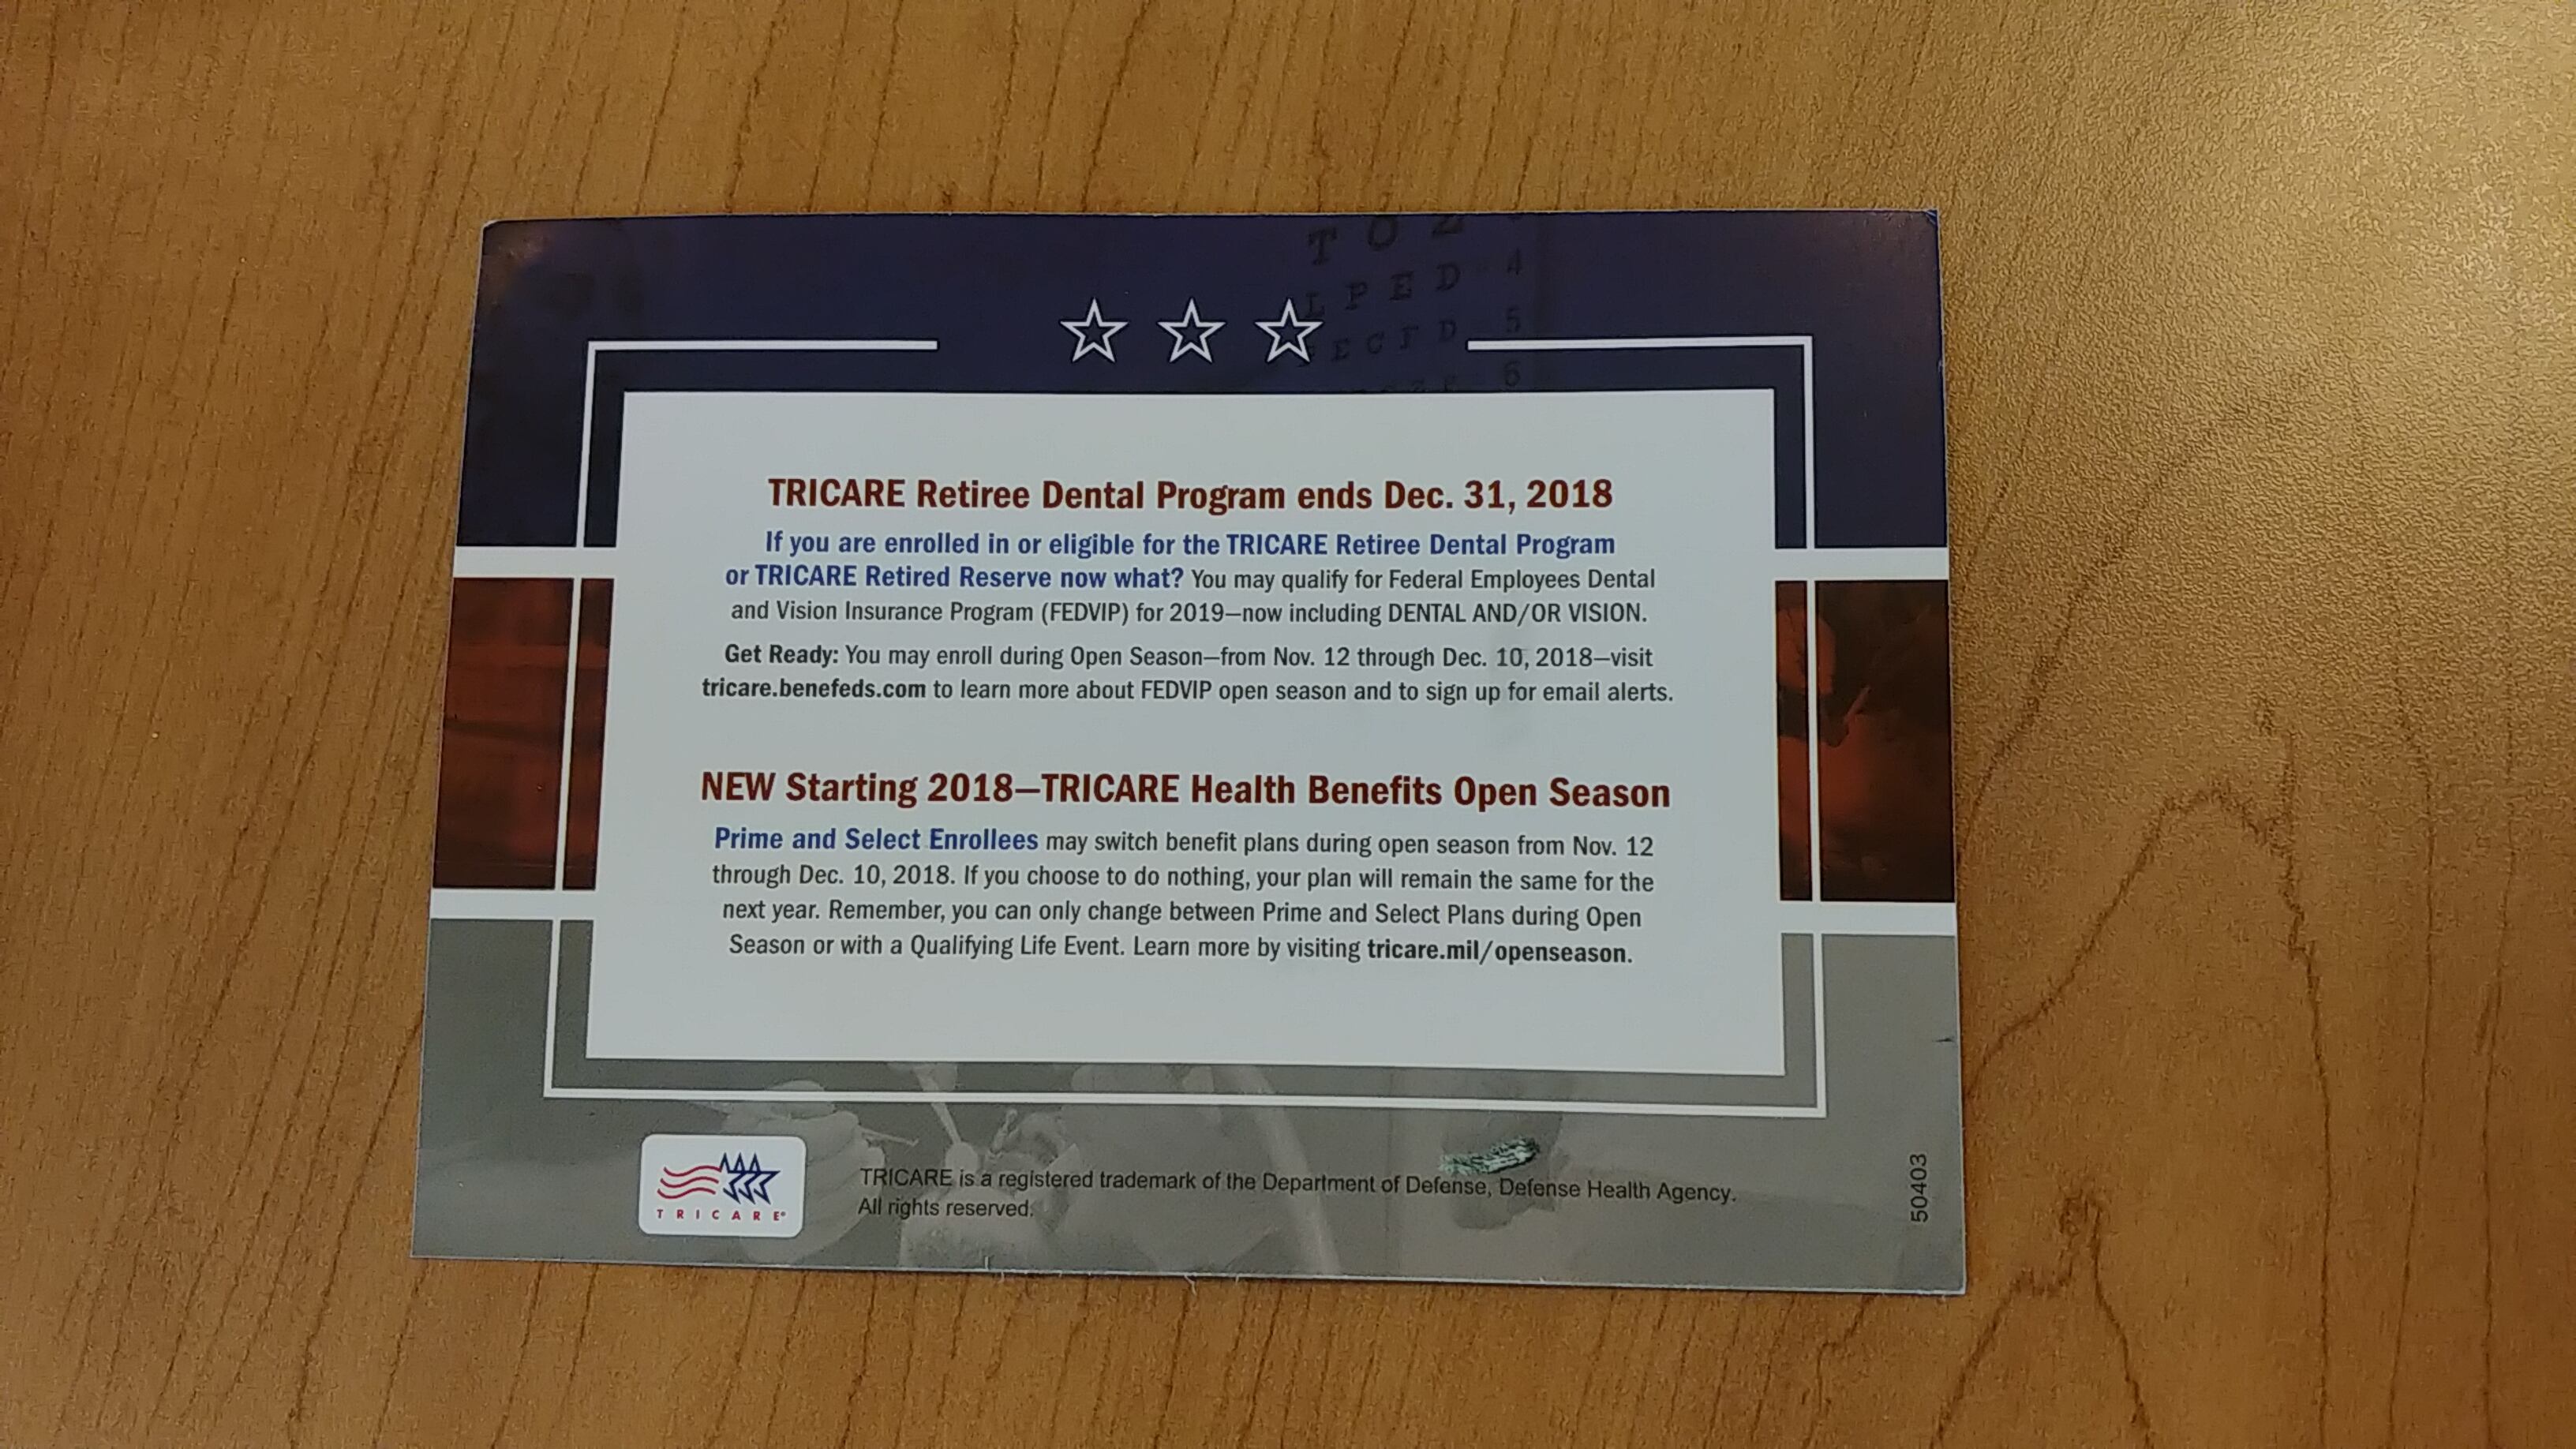 T O Z
L P E D 4
E C F D 5
6
TRICARE Retiree Dental Program ends Dec. 31, 2018
If you are enrolled in or eligible for the TRICARE Retiree Dental Program
or TRICARE Retired Reserve now what? You may qualify for Federal Employees Dental
and Vision Insurance Program (FEDVIP) for 2019—now including DENTAL AND/OR VISION.
Get Ready: You may enroll during Open Season—from Nov. 12 through Dec. 10, 2018—visit
tricare.benefeds.com to learn more about FEDVIP open season and to sign up for email alerts.
NEW Starting 2018—TRICARE Health Benefits Open Season
Prime and Select Enrollees may switch benefit plans during open season from Nov. 12
through Dec. 10, 2018. If you choose to do nothing, your plan will remain the same for the
next year. Remember, you can only change between Prime and Select Plans during Open
Season or with a Qualifying Life Event. Learn more by visiting tricare.mil/openseason.
TRICARE®
TRICARE is a registered trademark of the Department of Defense, Defense Health Agency.
All rights reserved.
50403